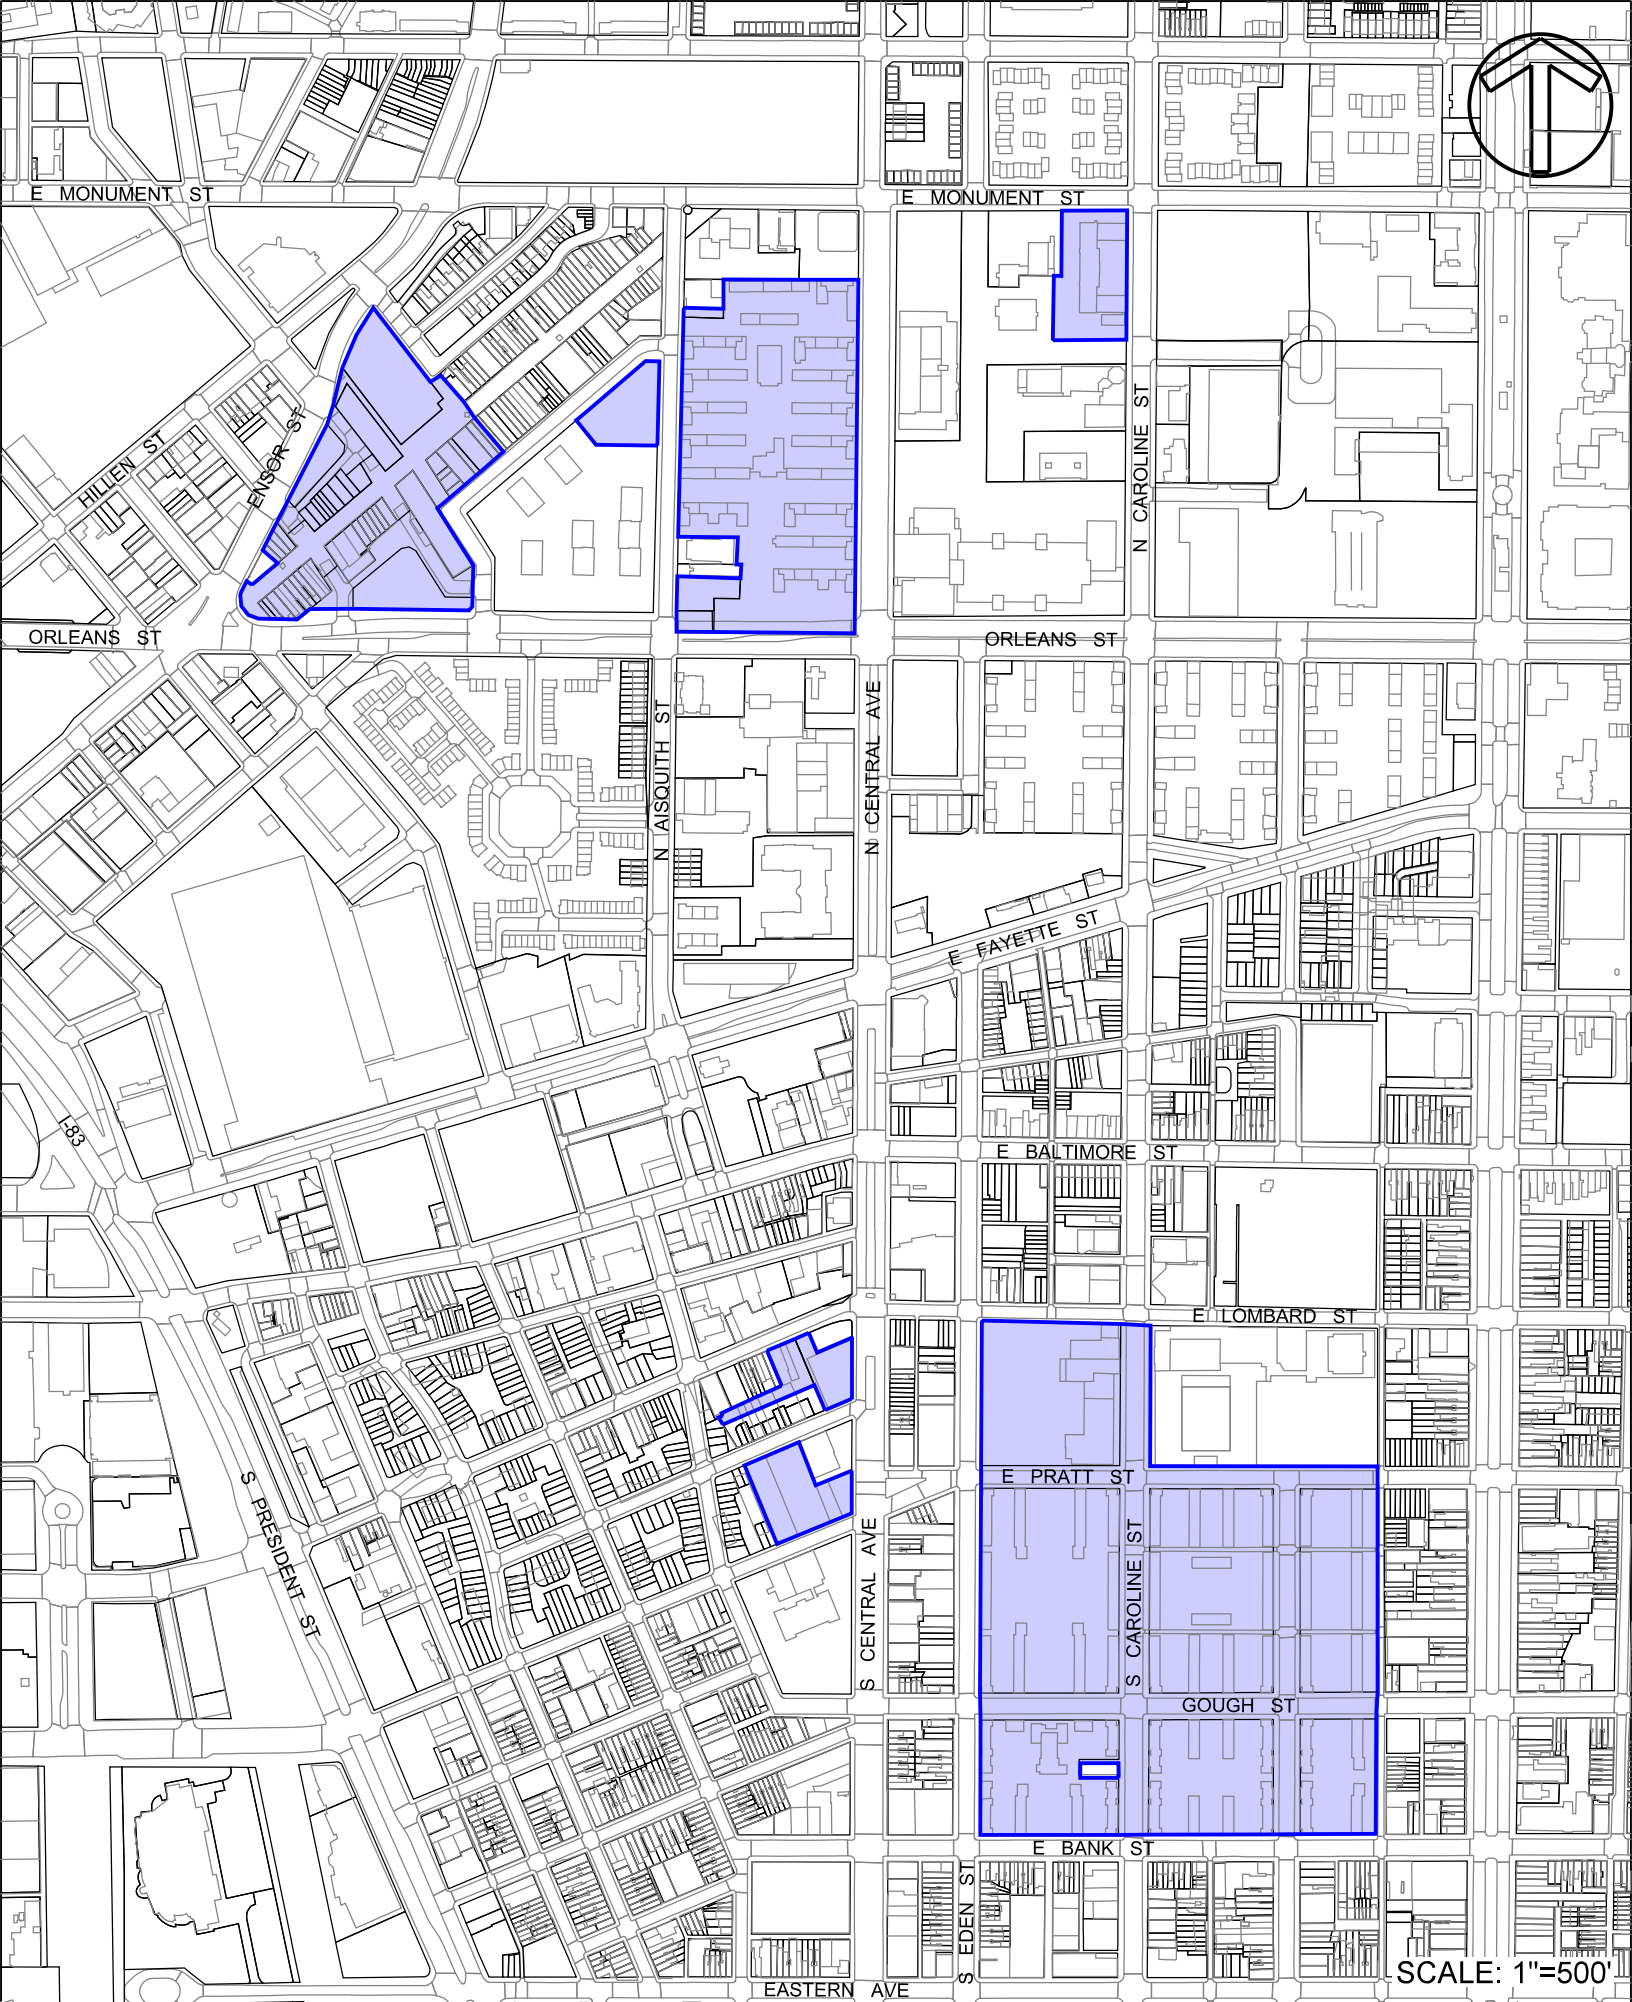 E MONUMENT ST
E MONUMENT ST
HILLEN ST
ENSOR ST
N CAROLINE ST
ORLEANS ST
ORLEANS ST
N AISQUITH ST
N CENTRAL AVE
E FAYETTE ST
I-83
E BALTIMORE ST
E LOMBARD ST
E PRATT ST
S PRESIDENT ST
S CENTRAL AVE
S CAROLINE ST
GOUGH ST
E BANK ST
S EDEN ST
SCALE: 1"=500'
EASTERN AVE